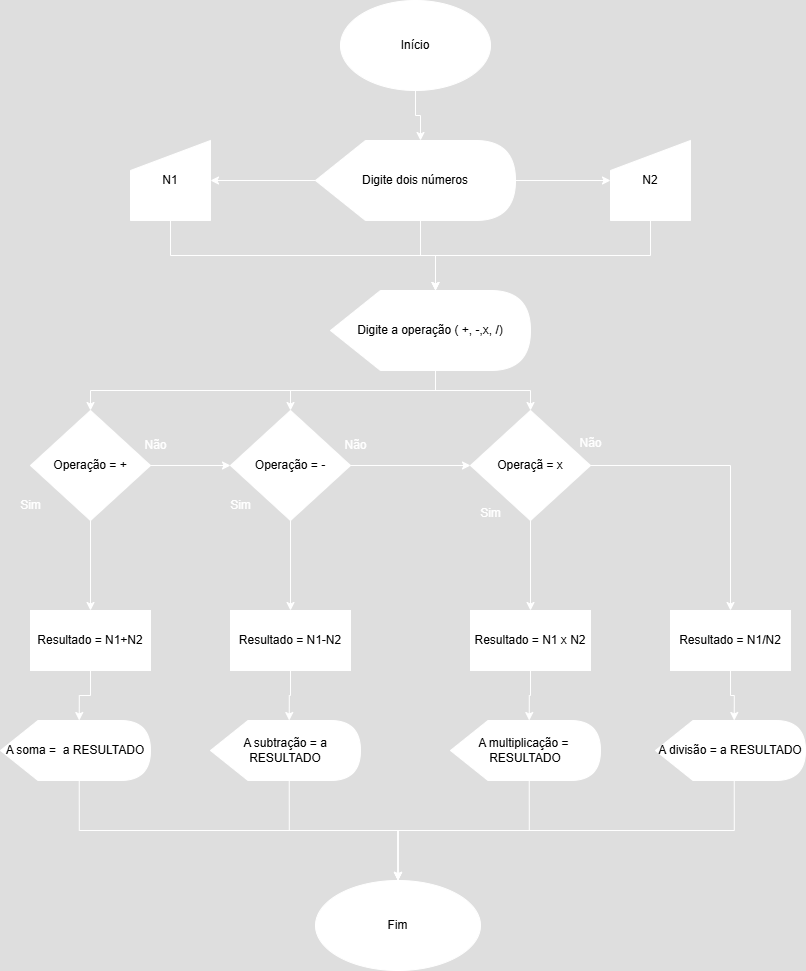 Início
N1
Digite dois números
N2
Digite a operação ( +, -,x, /)
Não
Não
Não
Operação = +
Operação = -
Operaçã = x
Sim
Sim
Sim
Resultado = N1+N2
Resultado = N1-N2
Resultado = N1 x N2
Resultado = N1/N2
A soma = a RESULTADO
A subtração = a
RESULTADO
A multiplicação =
RESULTADO
A divisão = a RESULTADO
Fim